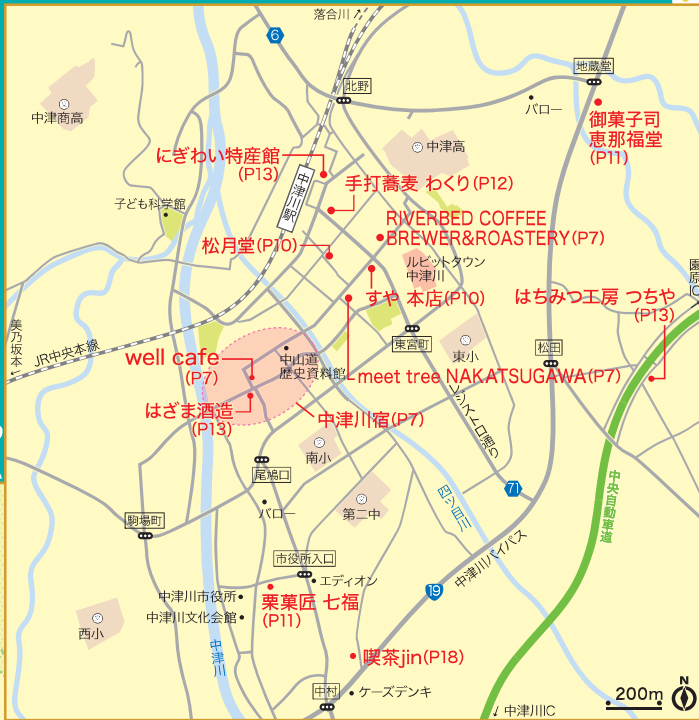 落合川
6
北野
地蔵堂
バロー
中津商高
中津高
御菓子司
恵那福堂
(P11)
にぎわい特産館
(P13)
手打蕎麦 わくり(P12)
中津川駅
子ども科学館
RIVERBED COFFEE
BREWER&ROASTERY(P7)
松月堂(P10)
ルビットタウン
中津川
園原IC
すや 本店(P10)
はちみつ工房 つちや
(P13)
美乃坂本
JR中央本線
東宮町
東小
松田
well cafe
(P7)
中山道
歴史資料館
meet tree NAKATSUGAWA(P7)
はざま酒造
(P13)
中津川宿(P7)
レジストロ通り
南小
尾鳩口
71
中央自動車道
バロー
第二中
四ツ目川
駒場町
市役所入口
中津川バイパス
エディオン
19
中津川市役所
栗菓匠 七福
(P11)
中津川文化会館
西小
中津川
喫茶jin(P18)
中村
ケーズデンキ
中津川IC
200m
N